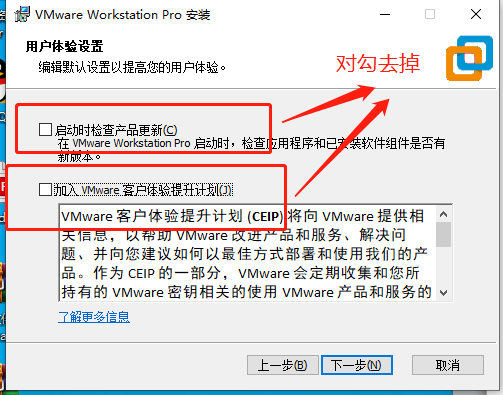 VMware Workstation Pro 安装
用户体验设置
编辑默认设置以提高您的用户体验。
对勾去掉
启动时检查产品更新(C)
在 VMware Workstation Pro 启动时，检查应用程序和已安装软件组件是否有
新版本。
加入 VMware 客户体验提升计划(J)
VMware 客户体验提升计划 (CEIP) 将向 VMware 提供相
关信息，以帮助 VMware 改进产品和服务、解决问
题、并向您建议如何以最佳方式部署和使用我们的产
品。作为 CEIP 的一部分，VMware 会定期收集和您所
持有的 VMware 密钥相关的使用 VMware 产品和服务的
了解更多信息
上一步(B)
下一步(N)
取消